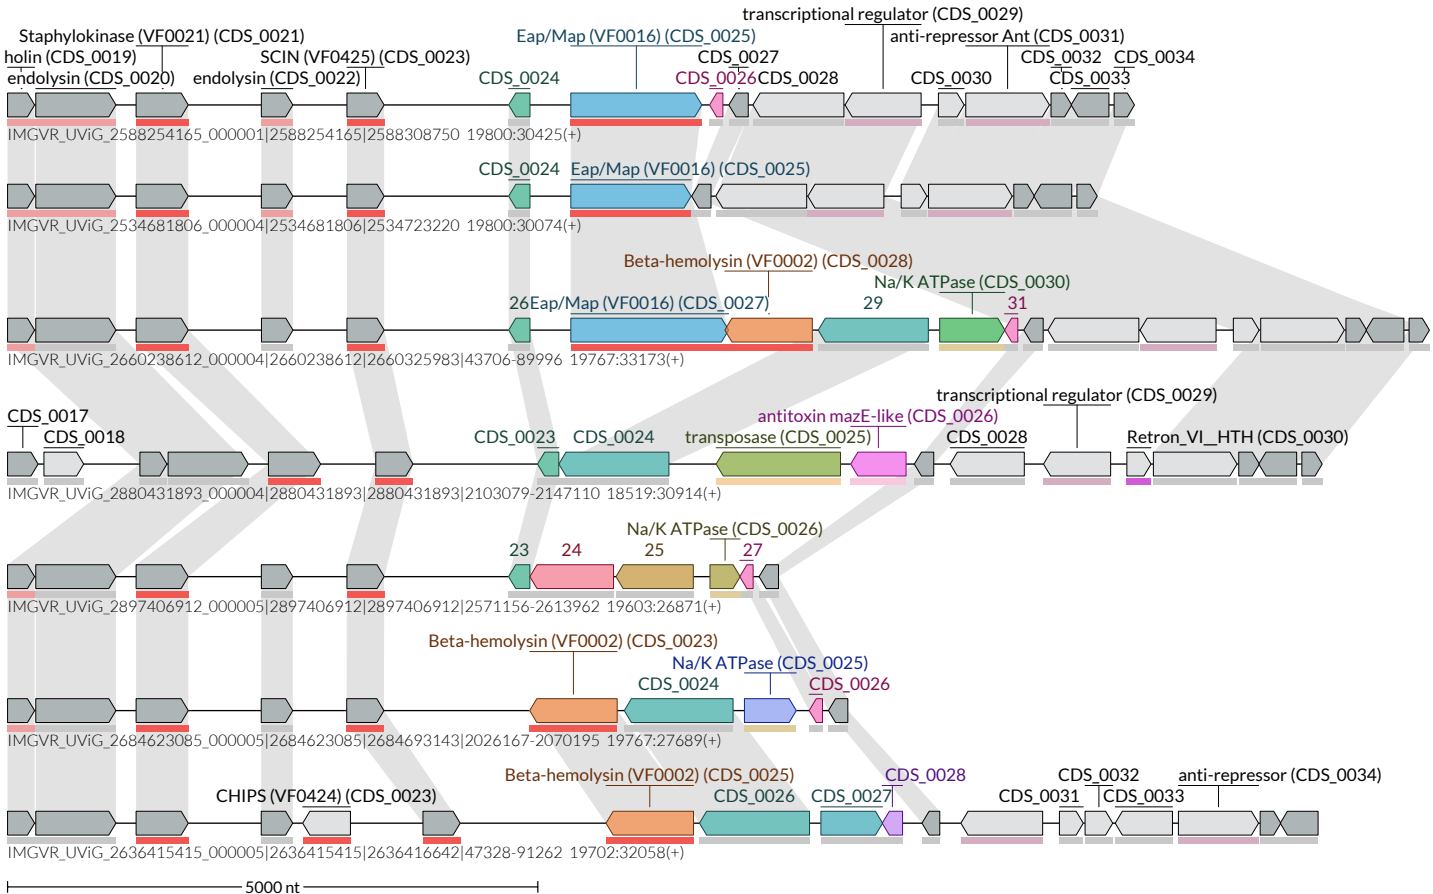 transcriptional regulator (CDS_0029)
Staphylokinase (VF0021) (CDS_0021) Eap/Map (VF0016) (CDS_0025) anti-repressor Ant (CDS_0031)
holin (CDS_0019) SCIN (VF0425) (CDS_0023) CDS_0027 CDS_0032 CDS_0034
endolysin (CDS_0020) endolysin (CDS_0022) CDS_0024 CDS_0026 CDS_0028 CDS_0030 CDS_0033
IMGVR_UViG_2588254165_000001|2588254165|2588308750 19800:30425(+)
CDS_0024 Eap/Map (VF0016) (CDS_0025)
IMGVR_UViG_2534681806_000004|2534681806|2534723220 19800:30074(+)
Beta-hemolysin (VF0002) (CDS_0028)
Na/K ATPase (CDS_0030)
26 Eap/Map (VF0016) (CDS_0027) 29 31
IMGVR_UViG_2660238612_000004|2660238612|2660325983|43706-89996 19767:33173(+)
transcriptional regulator (CDS_0029)
CDS_0017 antitoxin mazE-like (CDS_0026)
CDS_0018 CDS_0023 CDS_0024 transposase (CDS_0025) CDS_0028 Retron_VI__HTH (CDS_0030)
IMGVR_UViG_2880431893_000004|2880431893|2880431893|2103079-2147110 18519:30914(+)
Na/K ATPase (CDS_0026)
23 24 25 27
IMGVR_UViG_2897406912_000005|2897406912|2897406912|2571156-2613962 19603:26871(+)
Beta-hemolysin (VF0002) (CDS_0023)
Na/K ATPase (CDS_0025)
CDS_0024 CDS_0026
IMGVR_UViG_2684623085_000005|2684623085|2684693143|2026167-2070195 19767:27689(+)
Beta-hemolysin (VF0002) (CDS_0025) CDS_0028 CDS_0032 anti-repressor (CDS_0034)
CHIPS (VF0424) (CDS_0023) CDS_0026 CDS_0027 CDS_0031 CDS_0033
IMGVR_UViG_2636415415_000005|2636415415|2636416642|47328-91262 19702:32058(+)
5000 nt